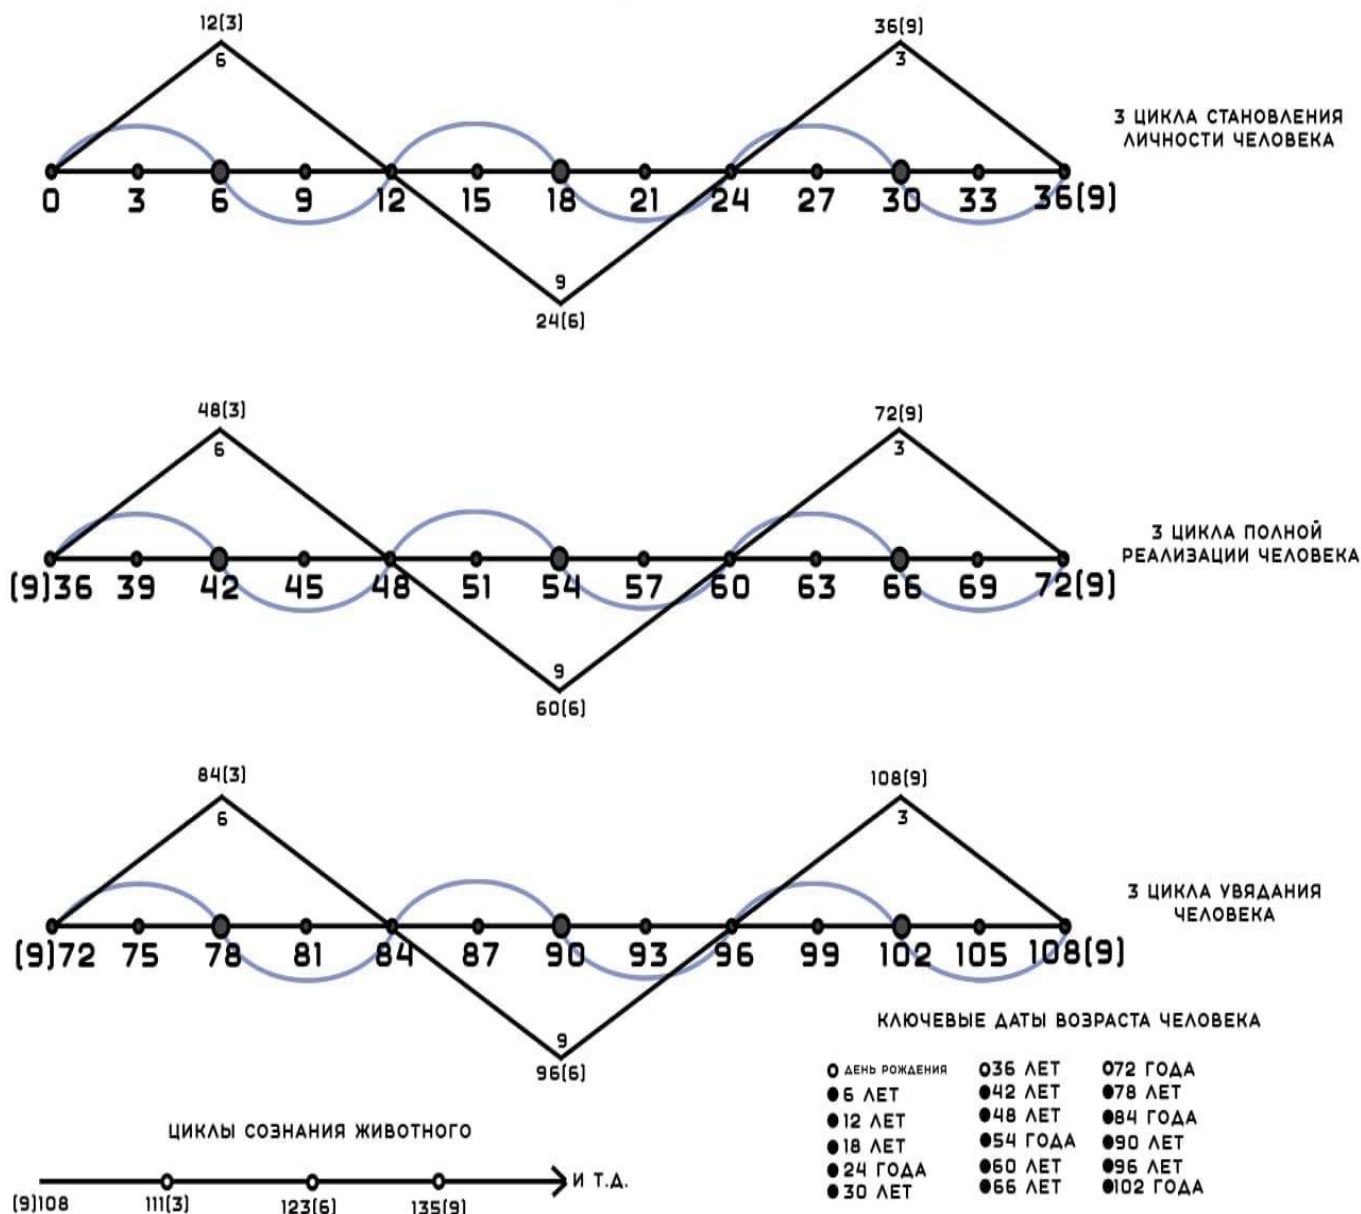 12(3)
36(9)
6
3
3 ЦИКЛА СТАНОВЛЕНИЯ
ЛИЧНОСТИ ЧЕЛОВЕКА
0 3 6 9 12 15 18 21 24 27 30 33 36(9)
9
24(6)
48(3)
72(9)
6
3
3 ЦИКЛА ПОЛНОЙ
РЕАЛИЗАЦИИ ЧЕЛОВЕКА
(9)36 39 42 45 48 51 54 57 60 63 66 69 72(9)
9
60(6)
84(3)
108(9)
6
3
3 ЦИКЛА УВЯДАНИЯ
ЧЕЛОВЕКА
(9)72 75 78 81 84 87 90 93 96 99 102 105 108(9)
9
96(6)
КЛЮЧЕВЫЕ ДАТЫ ВОЗРАСТА ЧЕЛОВЕКА
ДЕНЬ РОЖДЕНИЯ
6 ЛЕТ
12 ЛЕТ
18 ЛЕТ
24 ГОДА
30 ЛЕТ
36 ЛЕТ
42 ЛЕТ
48 ЛЕТ
54 ГОДА
60 ЛЕТ
66 ЛЕТ
72 ГОДА
78 ЛЕТ
84 ГОДА
90 ЛЕТ
96 ЛЕТ
102 ГОДА
ЦИКЛЫ СОЗНАНИЯ ЖИВОТНОГО
И Т.Д.
(9)108 111(3) 123(6) 135(9)